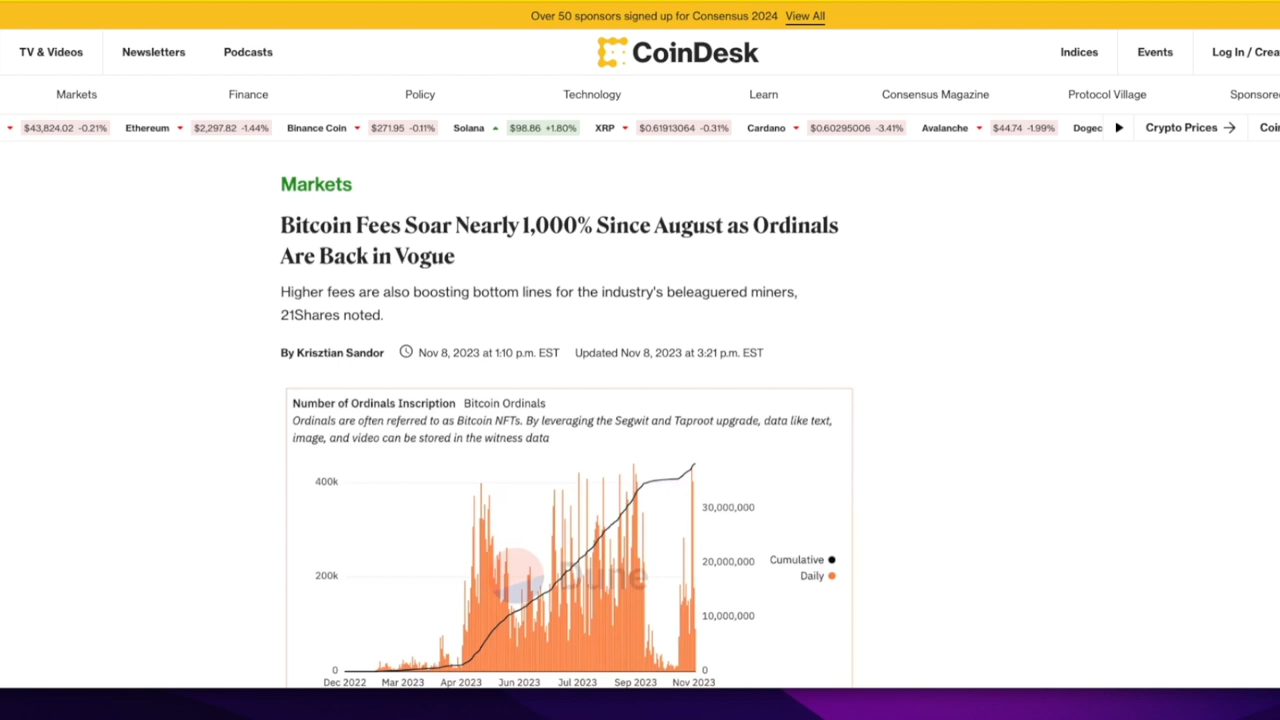 Over 50 sponsors signed up for Consensus 2024 View All
TV & Videos Newsletters Podcasts CoinDesk Indices Events Log In / Crea
Markets Finance Policy Technology Learn Consensus Magazine Protocol Village Sponsore
$43,824.02 -0.21% Ethereum $2,297.82 -1.44% Binance Coin $271.95 -0.11% Solana $98.86 +1.80% XRP $0.61913064 -0.31% Cardano $0.60295006 -3.41% Avalanche $44.74 -1.99% Dogec Crypto Prices Coin
Markets
Bitcoin Fees Soar Nearly 1,000% Since August as Ordinals
Are Back in Vogue
Higher fees are also boosting bottom lines for the industry's beleaguered miners,
21Shares noted.
By Krisztian Sandor Nov 8, 2023 at 1:10 p.m. EST Updated Nov 8, 2023 at 3:21 p.m. EST
Number of Ordinals Inscription Bitcoin Ordinals
Ordinals are often referred to as Bitcoin NFTs. By leveraging the Segwit and Taproot upgrade, data like text,
image, and video can be stored in the witness data
400k
30,000,000
Cumulative
20,000,000
Dune
200k
Daily
10,000,000
0 0
Dec 2022 Mar 2023 Apr 2023 Jun 2023 Jul 2023 Sep 2023 Nov 2023